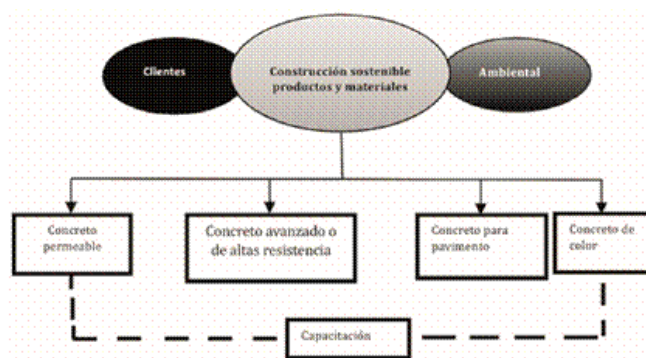 Clientes
Construcción sostenible
productos y materiales
Ambiental
Concreto
permeable
Concreto avanzado o
de altas resistencia
Concreto para
pavimento
Concreto de
color
Capacitación